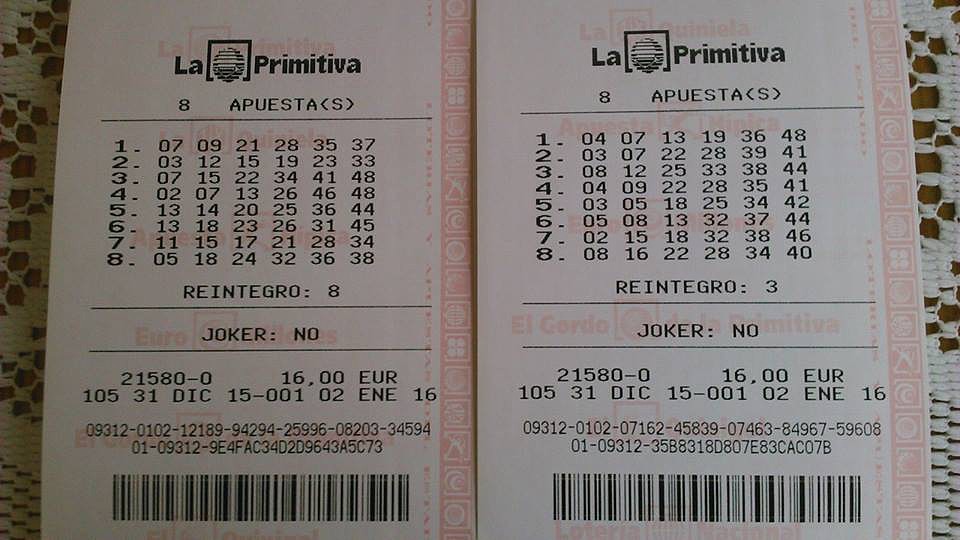 La Primitiva
8 APUESTA(S)
1. 07 09 21 28 35 37
2. 03 12 15 19 23 33
3. 07 15 22 34 41 48
4. 02 07 13 26 46 48
5. 13 14 20 25 36 44
6. 13 18 23 26 31 45
7. 11 15 17 21 28 34
8. 05 18 24 32 36 38
REINTEGRO: 8
JOKER: NO
21580-0 16,00 EUR
105 31 DIC 15-001 02 ENE 16
09312-0102-12189-94294-25996-08203-34594
01-09312-9E4FAC34D2D9643A5C73
La Primitiva
8 APUESTA(S)
1. 04 07 13 19 36 48
2. 03 07 22 28 39 41
3. 08 12 25 33 38 44
4. 04 09 22 28 35 41
5. 03 05 18 25 34 42
6. 05 08 13 32 37 44
7. 02 15 18 32 38 46
8. 08 16 22 28 34 40
REINTEGRO: 3
El Gordo de la Primitiva
JOKER: NO
21580-0 16,00 EUR
105 31 DIC 15-001 02 ENE 16
09312-0102-07162-45839-07463-84967-59608
01-09312-35B8318D807E83CAC07B
Lotería Nacional